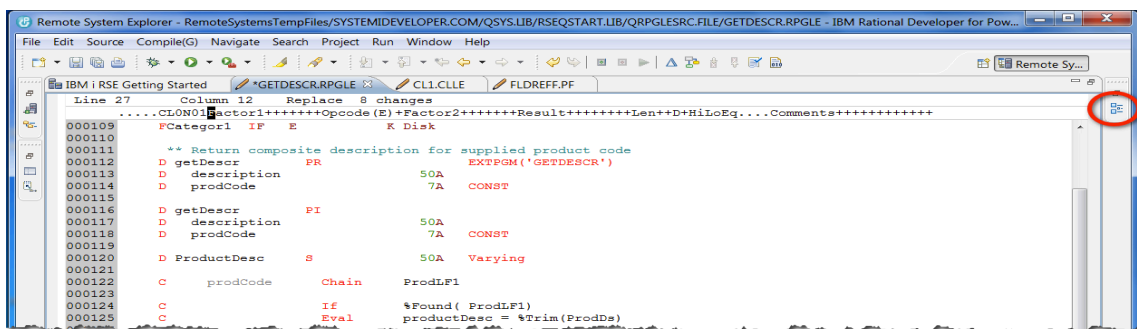 Remote System Explorer - RemoteSystemsTempFiles/SYSTEMIDEVELOPER.COM/QSYS.LIB/RSEQSTART.LIB/QRPGLESRC.FILE/GETDESCR.RPGLE - IBM Rational Developer for Pow...
File Edit Source Compile(G) Navigate Search Project Run Window Help
Remote Sy...
IBM i RSE Getting Started *GETDESCR.RPGLE CL1.CLLE FLDREFF.PF
Line 27 Column 12 Replace 8 changes
.....CL0N01Factor1+++++++Opcode(E)+Factor2+++++++Result++++++++Len++D+HiLoEq....Comments++++++++++++
000109 FCategor1 IF E K Disk
000110
000111 ** Return composite description for supplied product code
000112 D getDescr PR EXTPGM('GETDESCR')
000113 D description 50A
000114 D prodCode 7A CONST
000115
000116 D getDescr PI
000117 D description 50A
000118 D prodCode 7A CONST
000119
000120 D ProductDesc S 50A Varying
000121
000122 C prodCode Chain ProdLF1
000123
000124 C If %Found( ProdLF1)
000125 C Eval productDesc = %Trim(ProdDs)